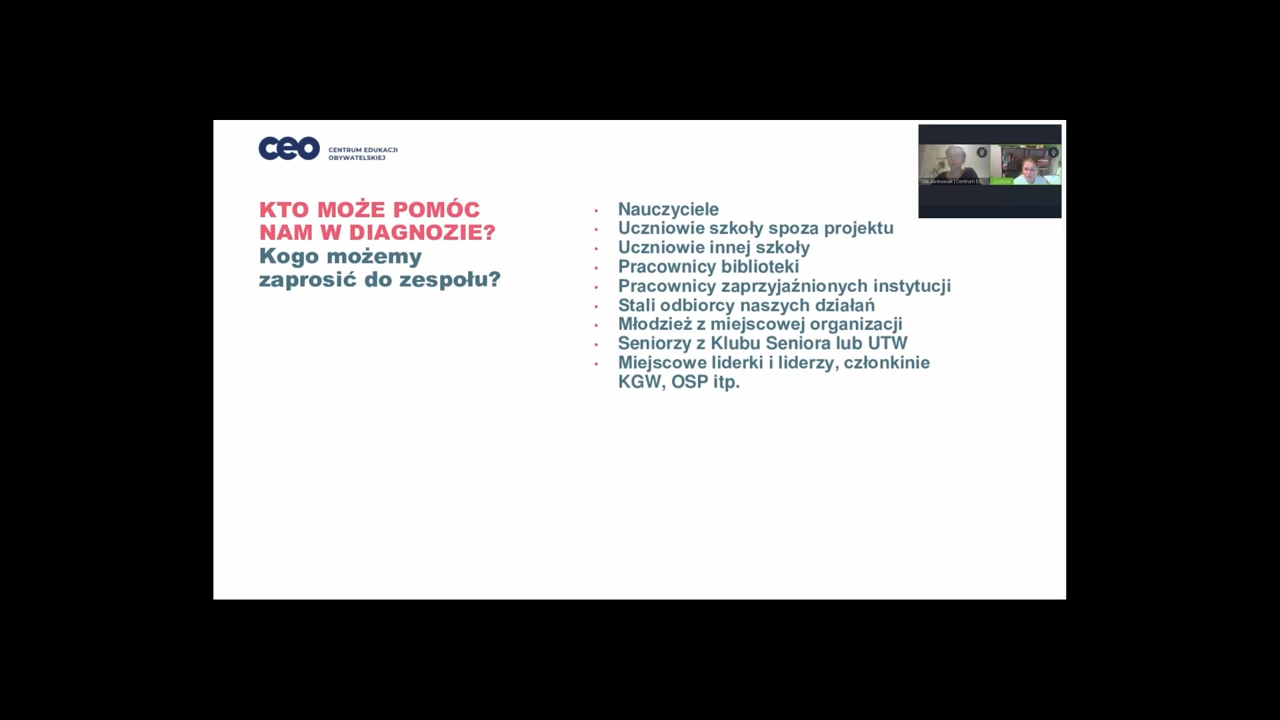 ceo
CENTRUM EDUKACJI
OBYWATELSKIEJ
KTO MOŻE POMÓC
NAM W DIAGNOZIE?
Kogo możemy
zaprosić do zespołu?
Nauczyciele
Uczniowie szkoły spoza projektu
Uczniowie innej szkoły
Pracownicy biblioteki
Pracownicy zaprzyjaźnionych instytucji
Stali odbiorcy naszych działań
Młodzież z miejscowej organizacji
Seniorzy z Klubu Seniora lub UTW
Miejscowe liderki i liderzy, członkinie
KGW, OSP itp.